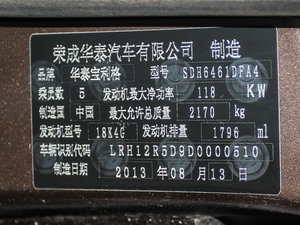 荣成华泰汽车有限公司 制造
品牌 华泰宝利格 型号 SDH6461DFA4
乘员数 5 发动机最大净功率 118 KW
制造国 中国 最大允许总质量 2170 kg
发动机型号 18K4G 发动机排量 1796 ml
车辆识别代码 LRH12R5D9D0000510
制造日期 2013 年 08 月 13 日